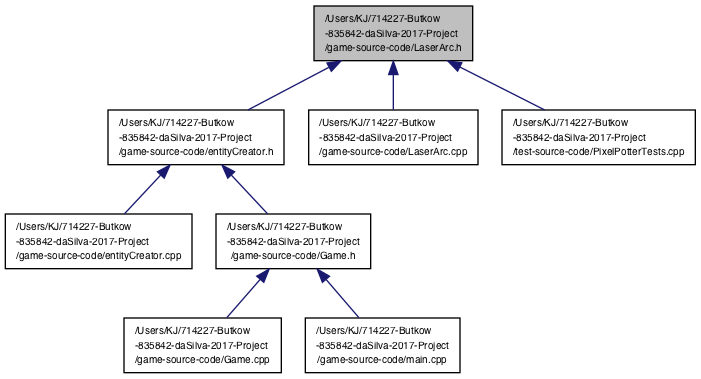 /Users/KJ/714227-Butkow
-835842-daSilva-2017-Project
/game-source-code/LaserArc.h
/Users/KJ/714227-Butkow
-835842-daSilva-2017-Project
/game-source-code/entityCreator.h
/Users/KJ/714227-Butkow
-835842-daSilva-2017-Project
/game-source-code/LaserArc.cpp
/Users/KJ/714227-Butkow
-835842-daSilva-2017-Project
/test-source-code/PixelPotterTests.cpp
/Users/KJ/714227-Butkow
-835842-daSilva-2017-Project
/game-source-code/entityCreator.cpp
/Users/KJ/714227-Butkow
-835842-daSilva-2017-Project
/game-source-code/Game.h
/Users/KJ/714227-Butkow
-835842-daSilva-2017-Project
/game-source-code/Game.cpp
/Users/KJ/714227-Butkow
-835842-daSilva-2017-Project
/game-source-code/main.cpp